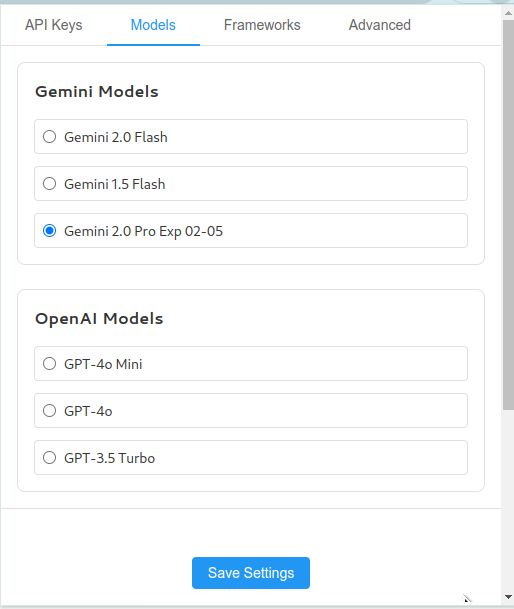 API Keys Models Frameworks Advanced
Gemini Models
Gemini 2.0 Flash
Gemini 1.5 Flash
Gemini 2.0 Pro Exp 02-05
OpenAI Models
GPT-4o Mini
GPT-4o
GPT-3.5 Turbo
Save Settings